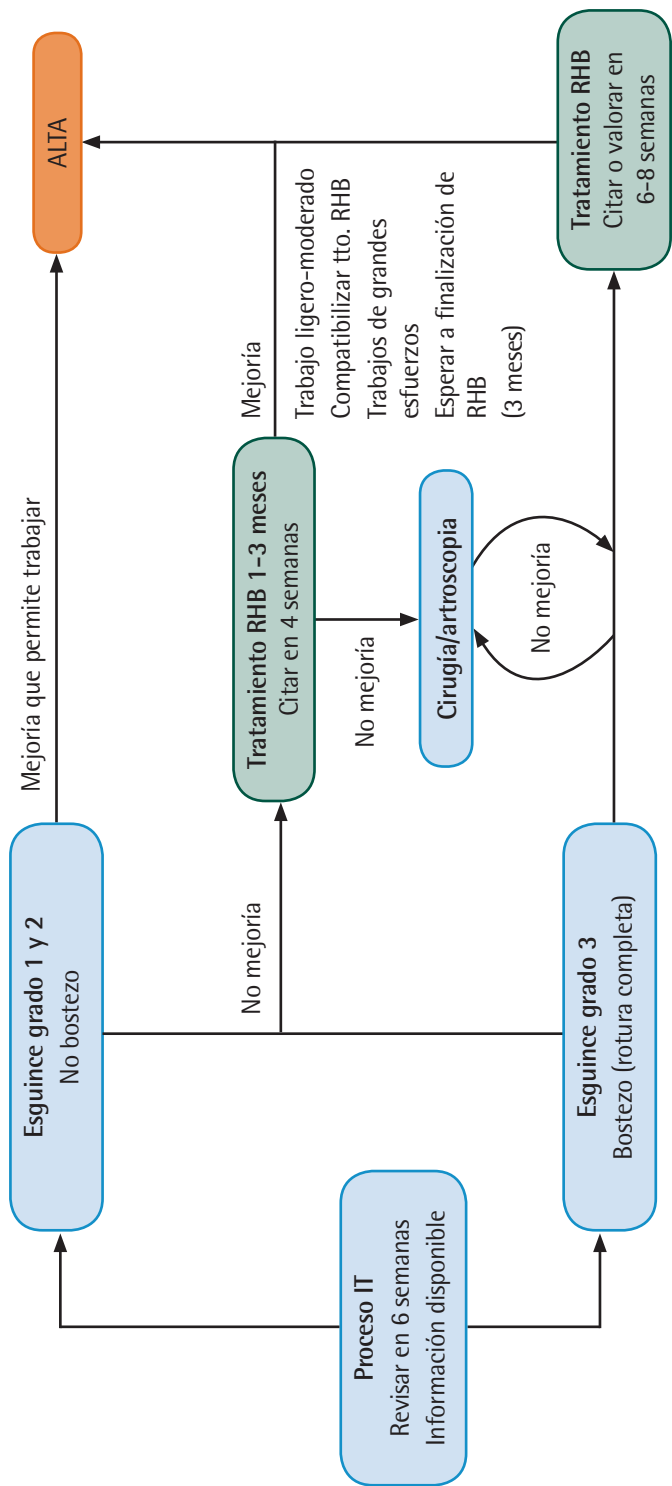 Proceso IT
Revisar en 6 semanas
Información disponible
Esguince grado 1 y 2
No bostezo
Mejoría que permite trabajar
ALTA
No mejoría
Tratamiento RHB 1-3 meses
Citar en 4 semanas
Mejoría
Trabajo ligero-moderado
Compatibilizar tto. RHB
Trabajos de grandes
esfuerzos
Esperar a finalización de
RHB
(3 meses)
No mejoría
Cirugía/artroscopia
No mejoría
Esguince grado 3
Bostezo (rotura completa)
Tratamiento RHB
Citar o valorar en
6-8 semanas